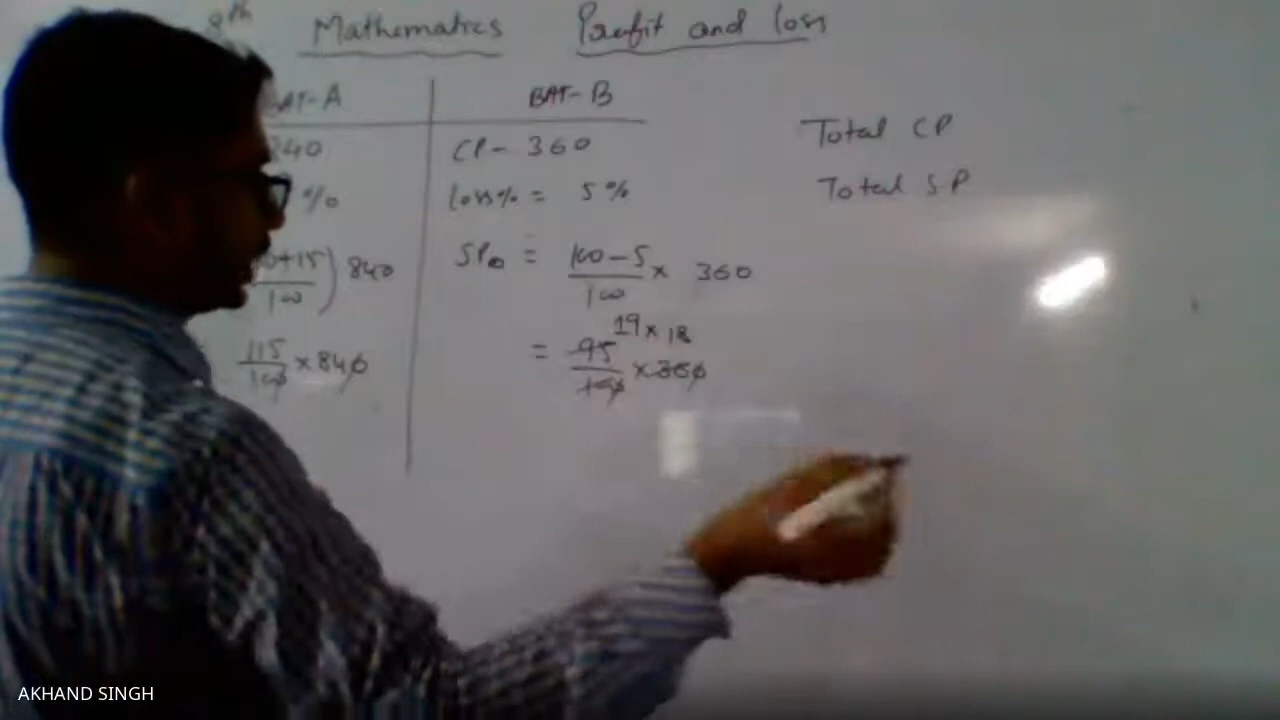 8th Mathematics Profit and loss
BAT-A
840
%
0+15) 840
100
115 × 840
100
BAT-B
CP- 360
loss% = 5%
SP = 100-5 × 360
100
19 × 18
= 95 × 360
100
Total CP
Total SP
AKHAND SINGH